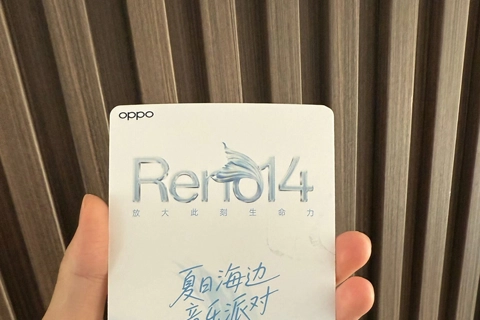 oppo
Reno14
放大此刻生命力
夏日海边
音乐派对